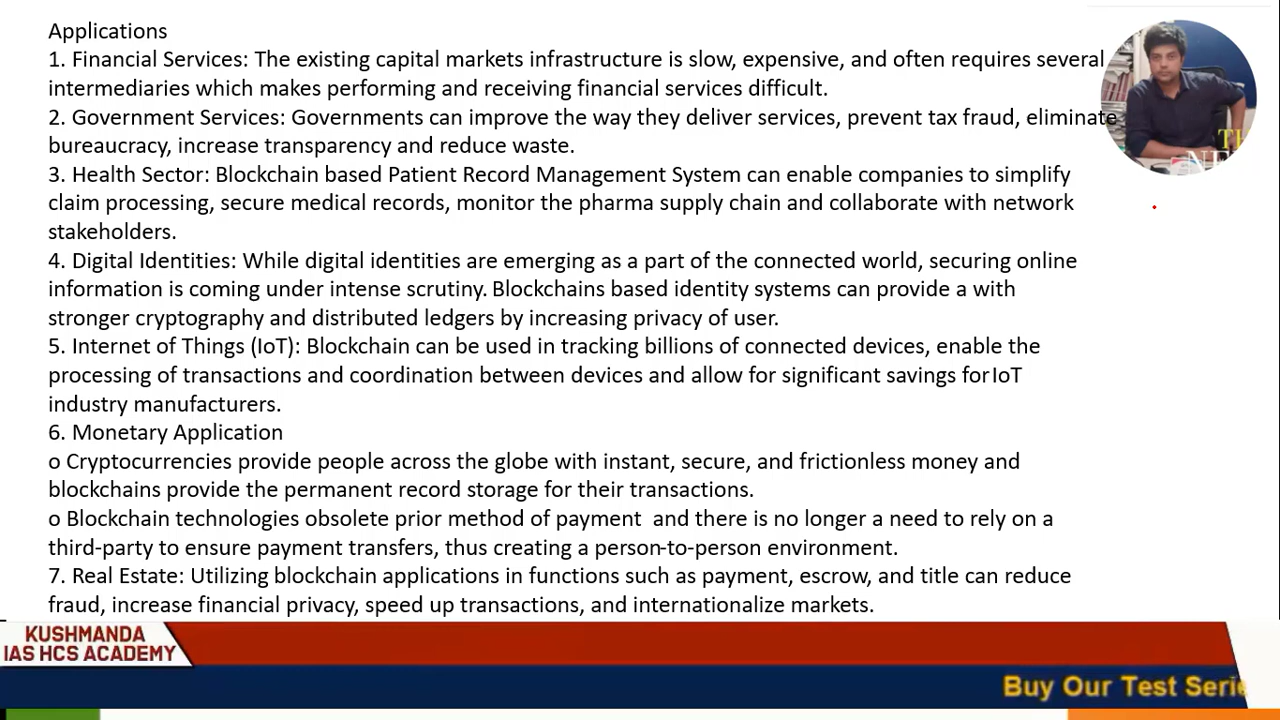 Applications
1. Financial Services: The existing capital markets infrastructure is slow, expensive, and often requires several
intermediaries which makes performing and receiving financial services difficult.
2. Government Services: Governments can improve the way they deliver services, prevent tax fraud, eliminate
bureaucracy, increase transparency and reduce waste.
3. Health Sector: Blockchain based Patient Record Management System can enable companies to simplify
claim processing, secure medical records, monitor the pharma supply chain and collaborate with network
stakeholders.
4. Digital Identities: While digital identities are emerging as a part of the connected world, securing online
information is coming under intense scrutiny. Blockchains based identity systems can provide a with
stronger cryptography and distributed ledgers by increasing privacy of user.
5. Internet of Things (IoT): Blockchain can be used in tracking billions of connected devices, enable the
processing of transactions and coordination between devices and allow for significant savings for IoT
industry manufacturers.
6. Monetary Application
o Cryptocurrencies provide people across the globe with instant, secure, and frictionless money and
blockchains provide the permanent record storage for their transactions.
o Blockchain technologies obsolete prior method of payment  and there is no longer a need to rely on a
third-party to ensure payment transfers, thus creating a person-to-person environment.
7. Real Estate: Utilizing blockchain applications in functions such as payment, escrow, and title can reduce
fraud, increase financial privacy, speed up transactions, and internationalize markets.
KUSHMANDA
IAS HCS ACADEMY
Buy Our Test Serie